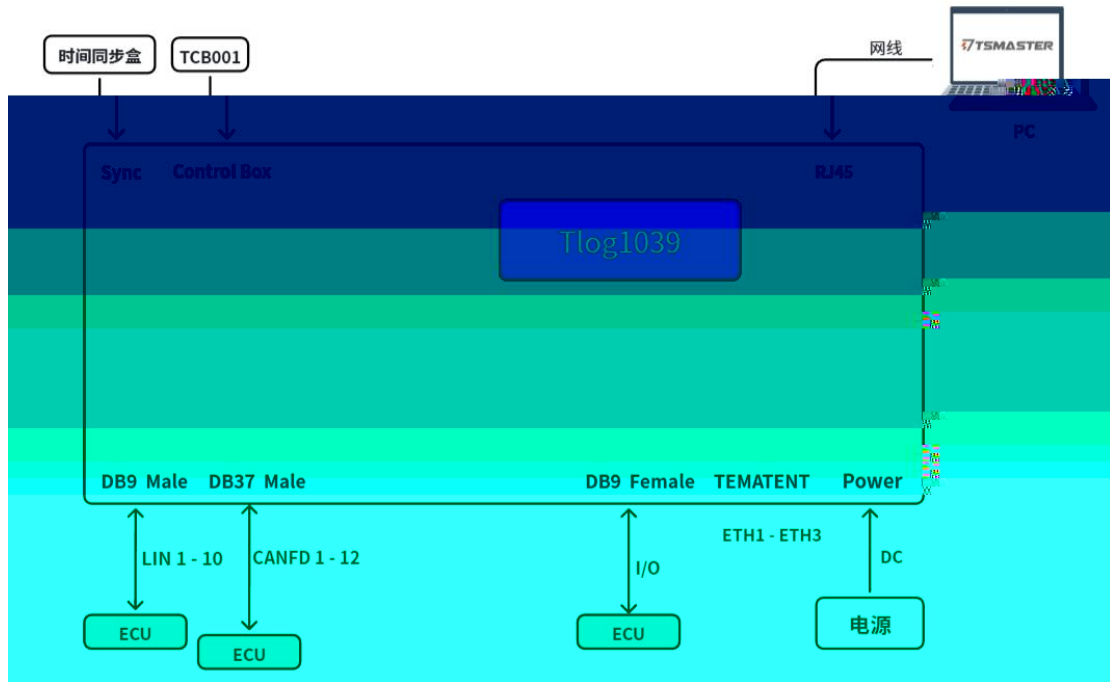 时间同步盒
TCB001
网线
TSMASTER
PC
Sync
Control Box
RJ45
Tlog1039
DB9 Male
DB37 Male
DB9 Female
TEMATENT
Power
LIN 1 - 10
CANFD 1 - 12
I/O
ETH1 - ETH3
DC
ECU
ECU
ECU
电源